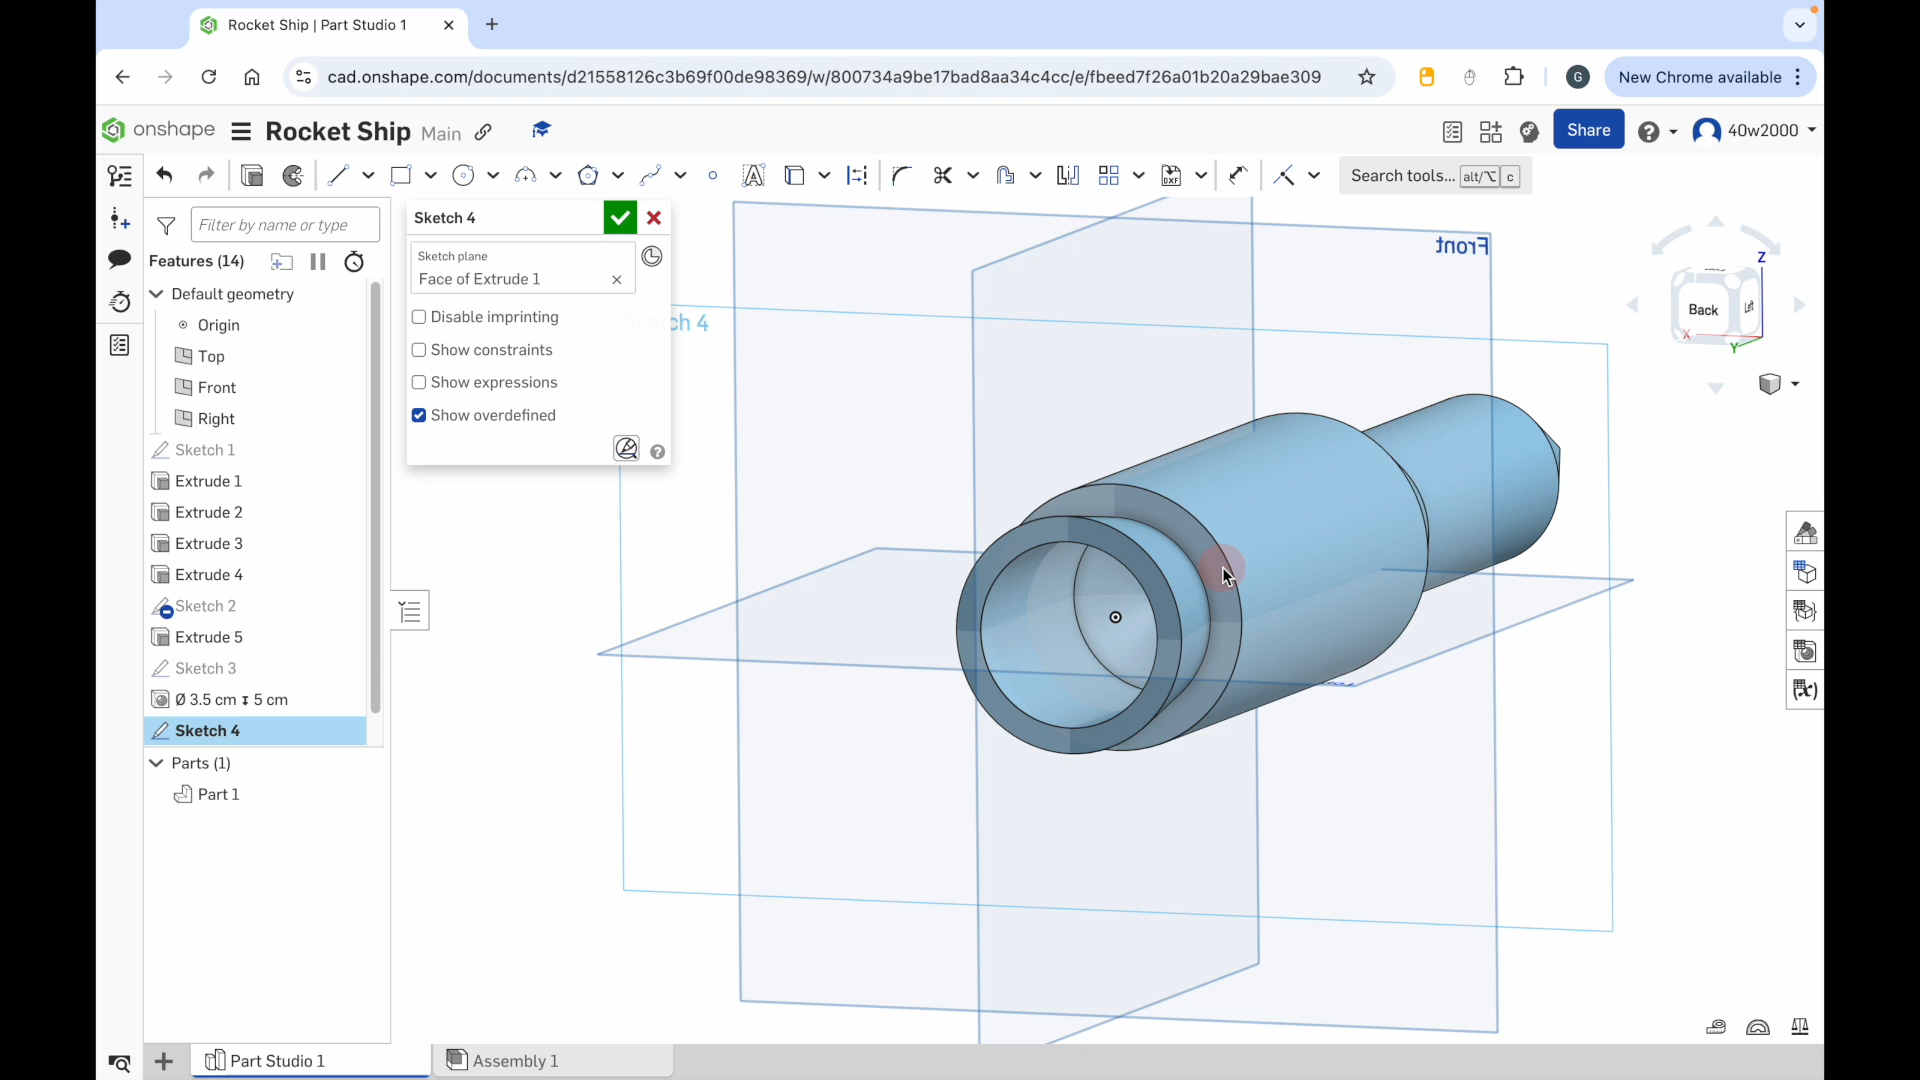 Rocket Ship | Part Studio 1
cad.onshape.com/documents/d21558126c3b69f00de98369/w/800734a9be17bad8aa34c4cc/e/fbeed7f26a01b20a29bae309
G
New Chrome available
onshape
Rocket Ship Main
Share
40w2000
DXF
Search tools... alt/⌥ c
Filter by name or type
Features (14)
Default geometry
Origin
Top
Front
Right
Sketch 1
Extrude 1
Extrude 2
Extrude 3
Extrude 4
Sketch 2
Extrude 5
Sketch 3
Ø 3.5 cm ↧ 5 cm
Sketch 4
Parts (1)
Part 1
Sketch 4
Sketch plane
Face of Extrude 1
Disable imprinting
Show constraints
Show expressions
Show overdefined
Sketch 4
Front
Z
Back
Left
X
Y
Part Studio 1
Assembly 1